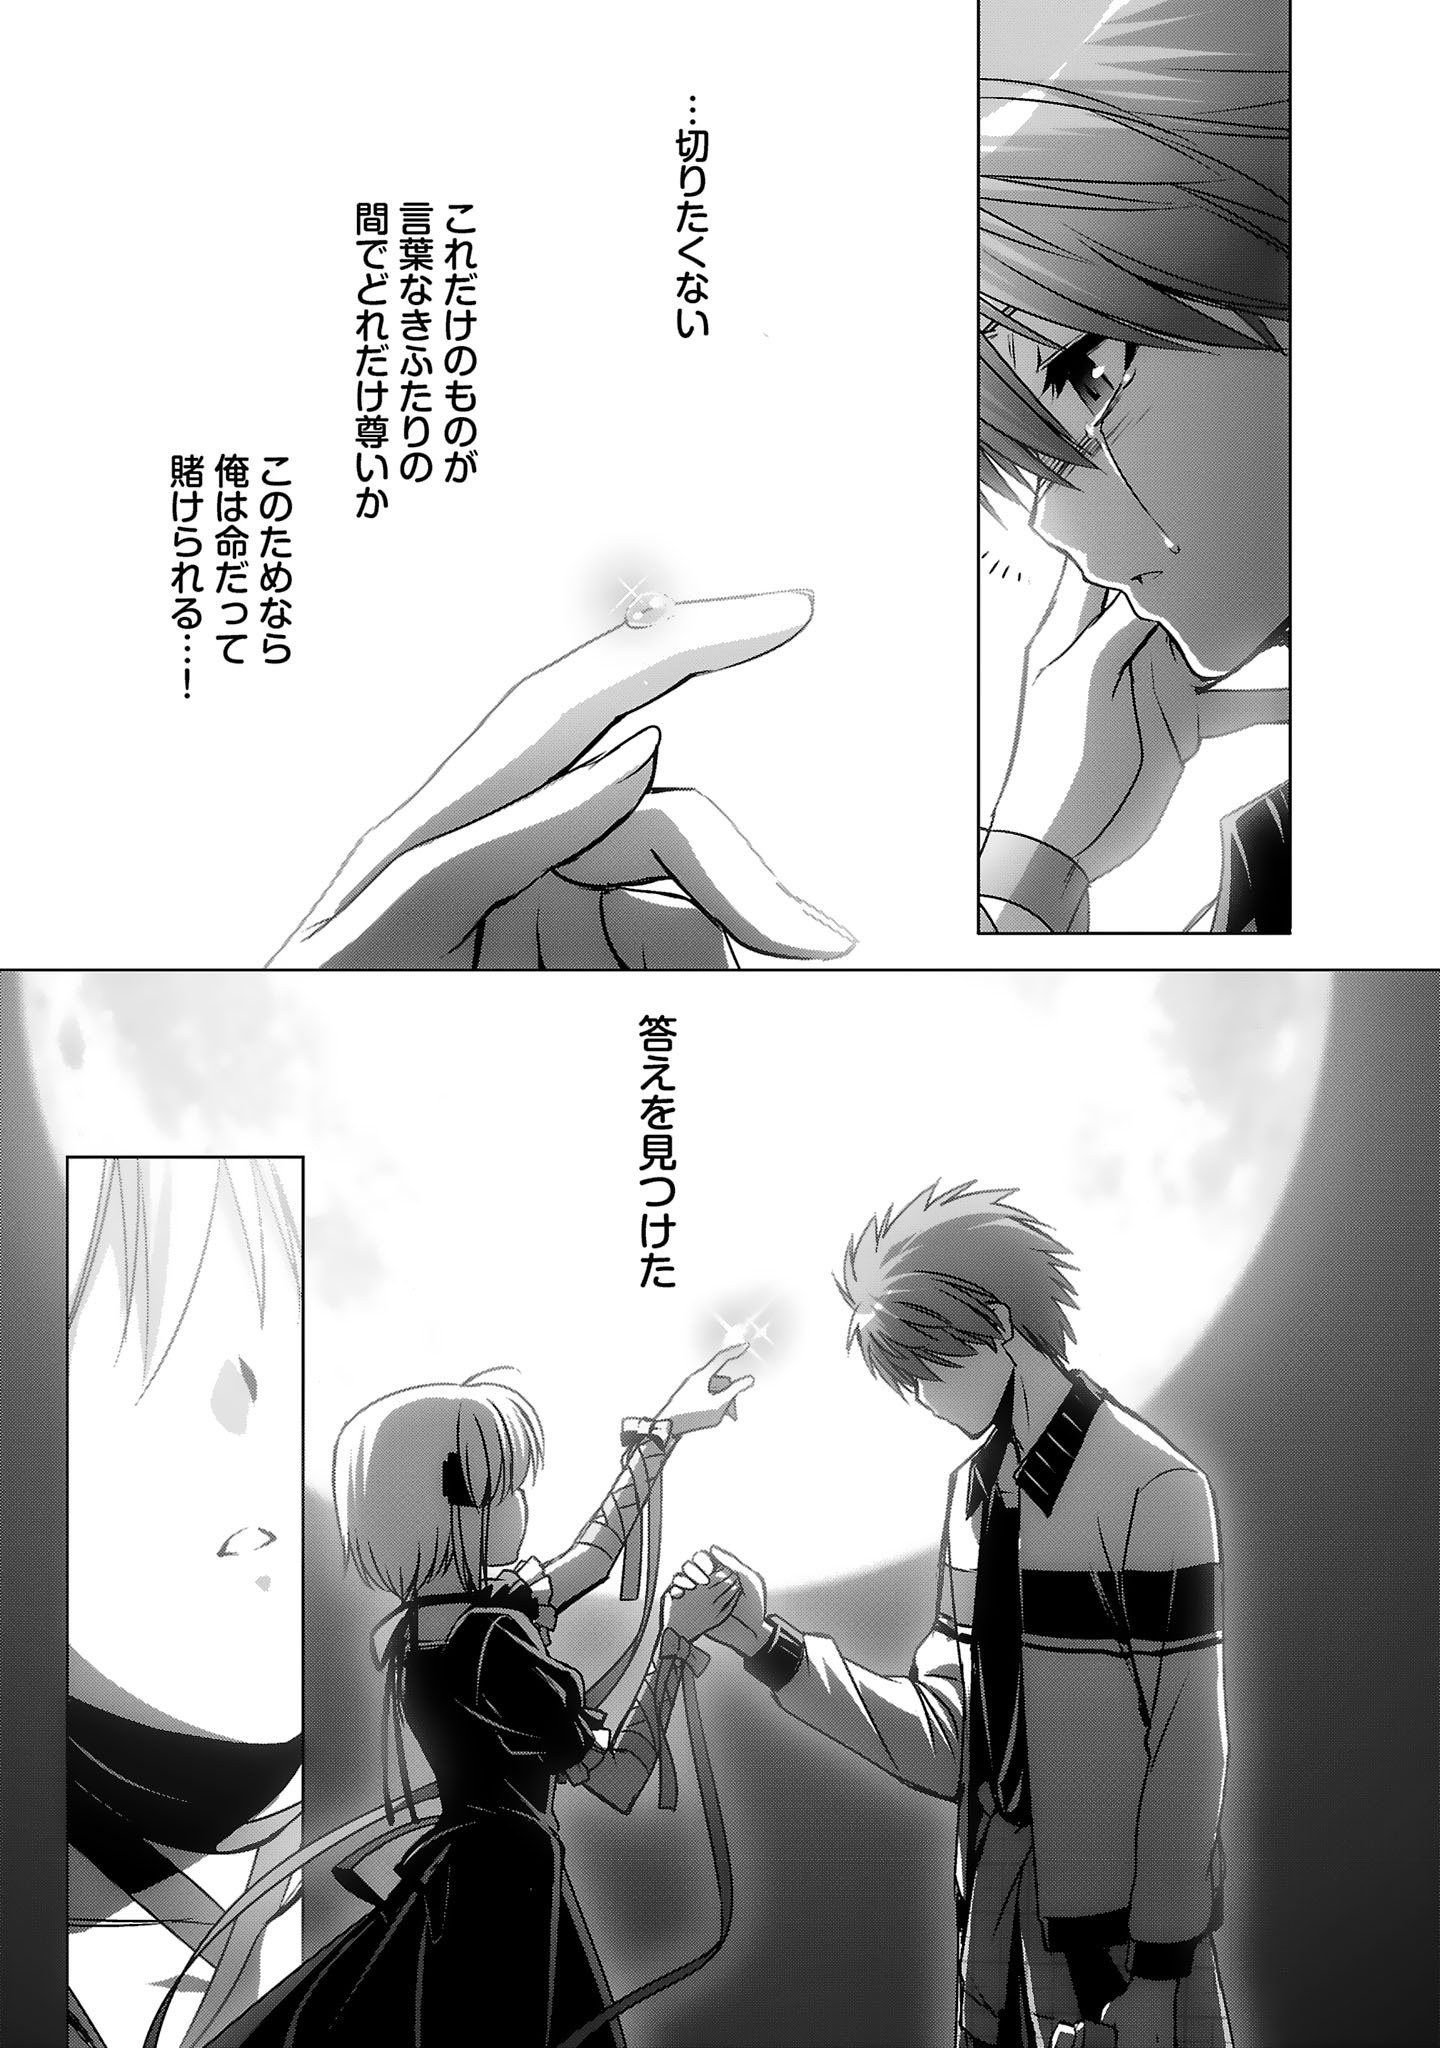 …切りたくない
これだけのものが
言葉なきふたりの
間でどれだけ尊いか
このためなら
俺は命だって
賭けられる…！
答えを見つけた